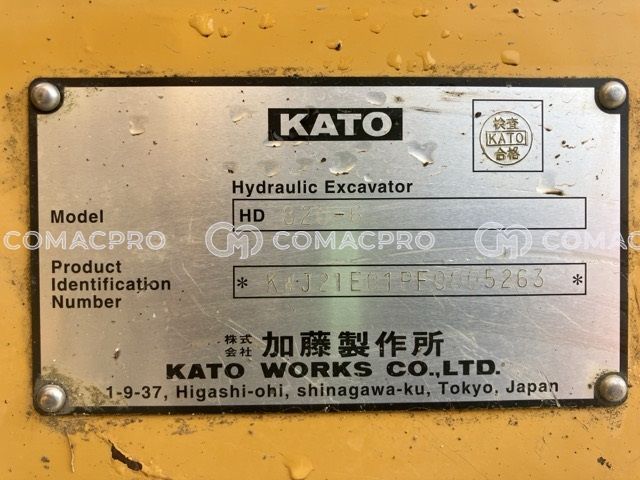 KATO
検査
KATO
合格
Hydraulic Excavator
Model
HD
Product
Identification
Number
COMACPRO COMACPRO COMACPRO
株式
会社 加藤製作所
KATO WORKS CO.,LTD.
1-9-37, Higashi-ohi, shinagawa-ku, Tokyo, Japan